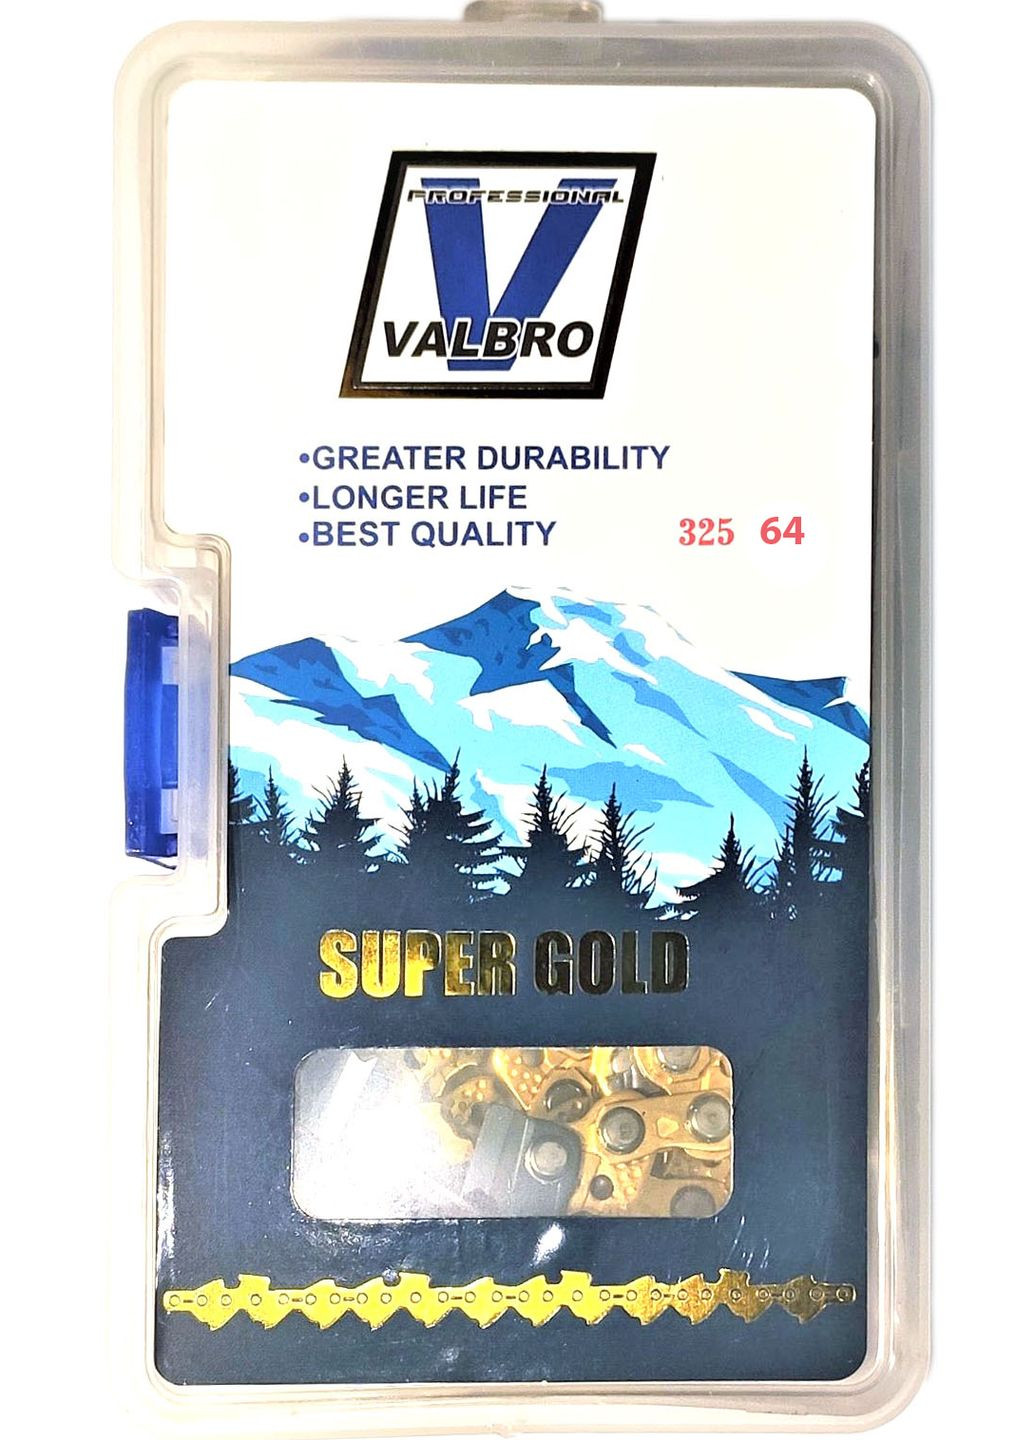 PROFESSIONAL
VALBRO
•GREATER DURABILITY
•LONGER LIFE
•BEST QUALITY 325 64
SUPER GOLD